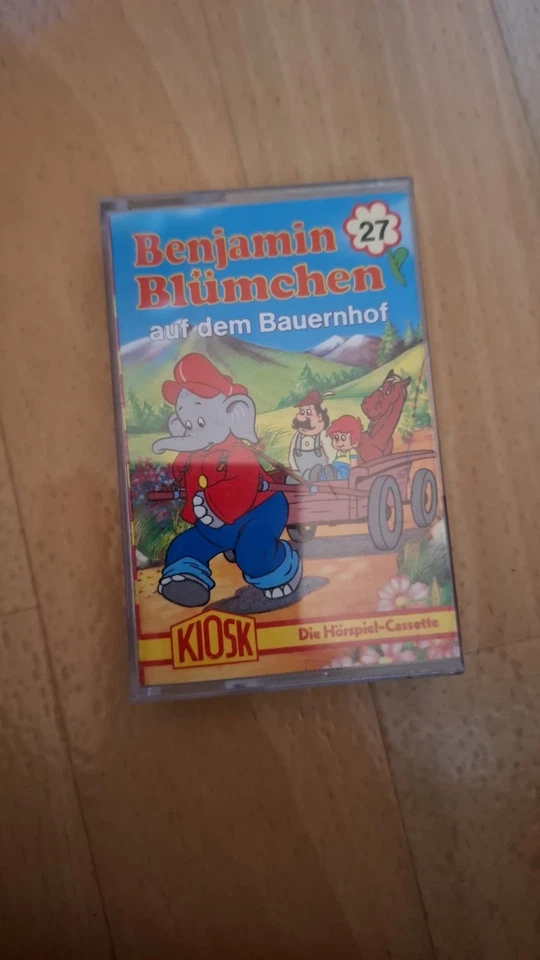 Benjamin
27
Blümchen
auf dem Bauernhof
KIOSK
Die Hörspiel-Cassette